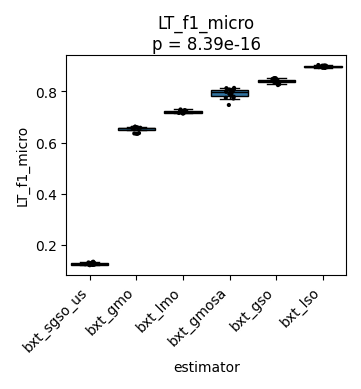 LT_f1_micro
p = 8.39e-16
LT_f1_micro
0.8
0.6
0.4
0.2
bxt_sgso_us
bxt_gmo
bxt_lmo
bxt_gmosa
bxt_gso
bxt_lso
estimator